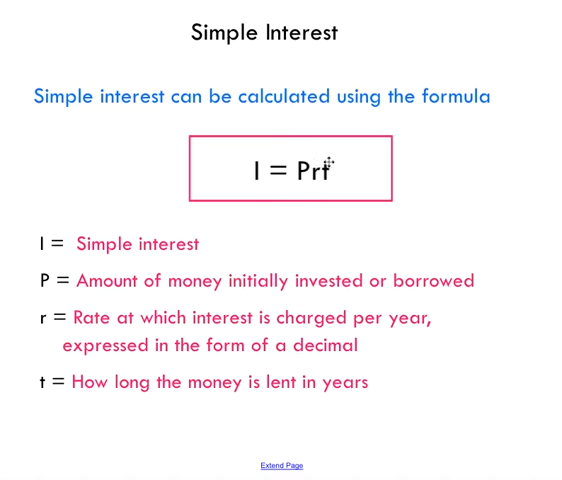 Simple Interest
Simple interest can be calculated using the formula
I = Prt
I = Simple interest
P = Amount of money initially invested or borrowed
r = Rate at which interest is charged per year,
expressed in the form of a decimal
t = How long the money is lent in years
Extend Page